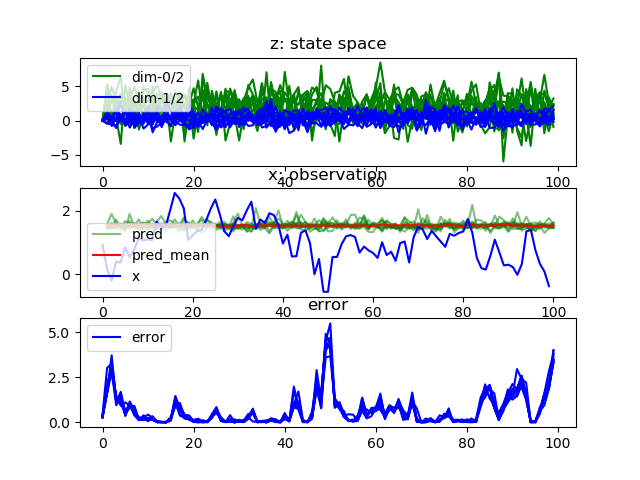 z: state space
dim-0/2
dim-1/2
5
0
−5
0 20 40 60 80 100
x: observation
2
0
pred
pred_mean
x
0 20 40 60 80 100
error
5.0
2.5
0.0
error
0 20 40 60 80 100